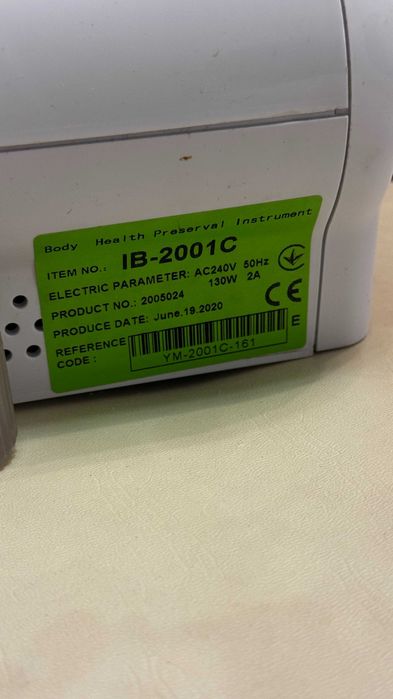 Body Health Preserval Instrument
ITEM NO.: IB-2001C
ELECTRIC PARAMETER: AC240V 50Hz
130W 2A
PRODUCT NO.: 2005024
PRODUCE DATE: June.19.2020
CE
REFERENCE CODE :
E
YM-2001C-161